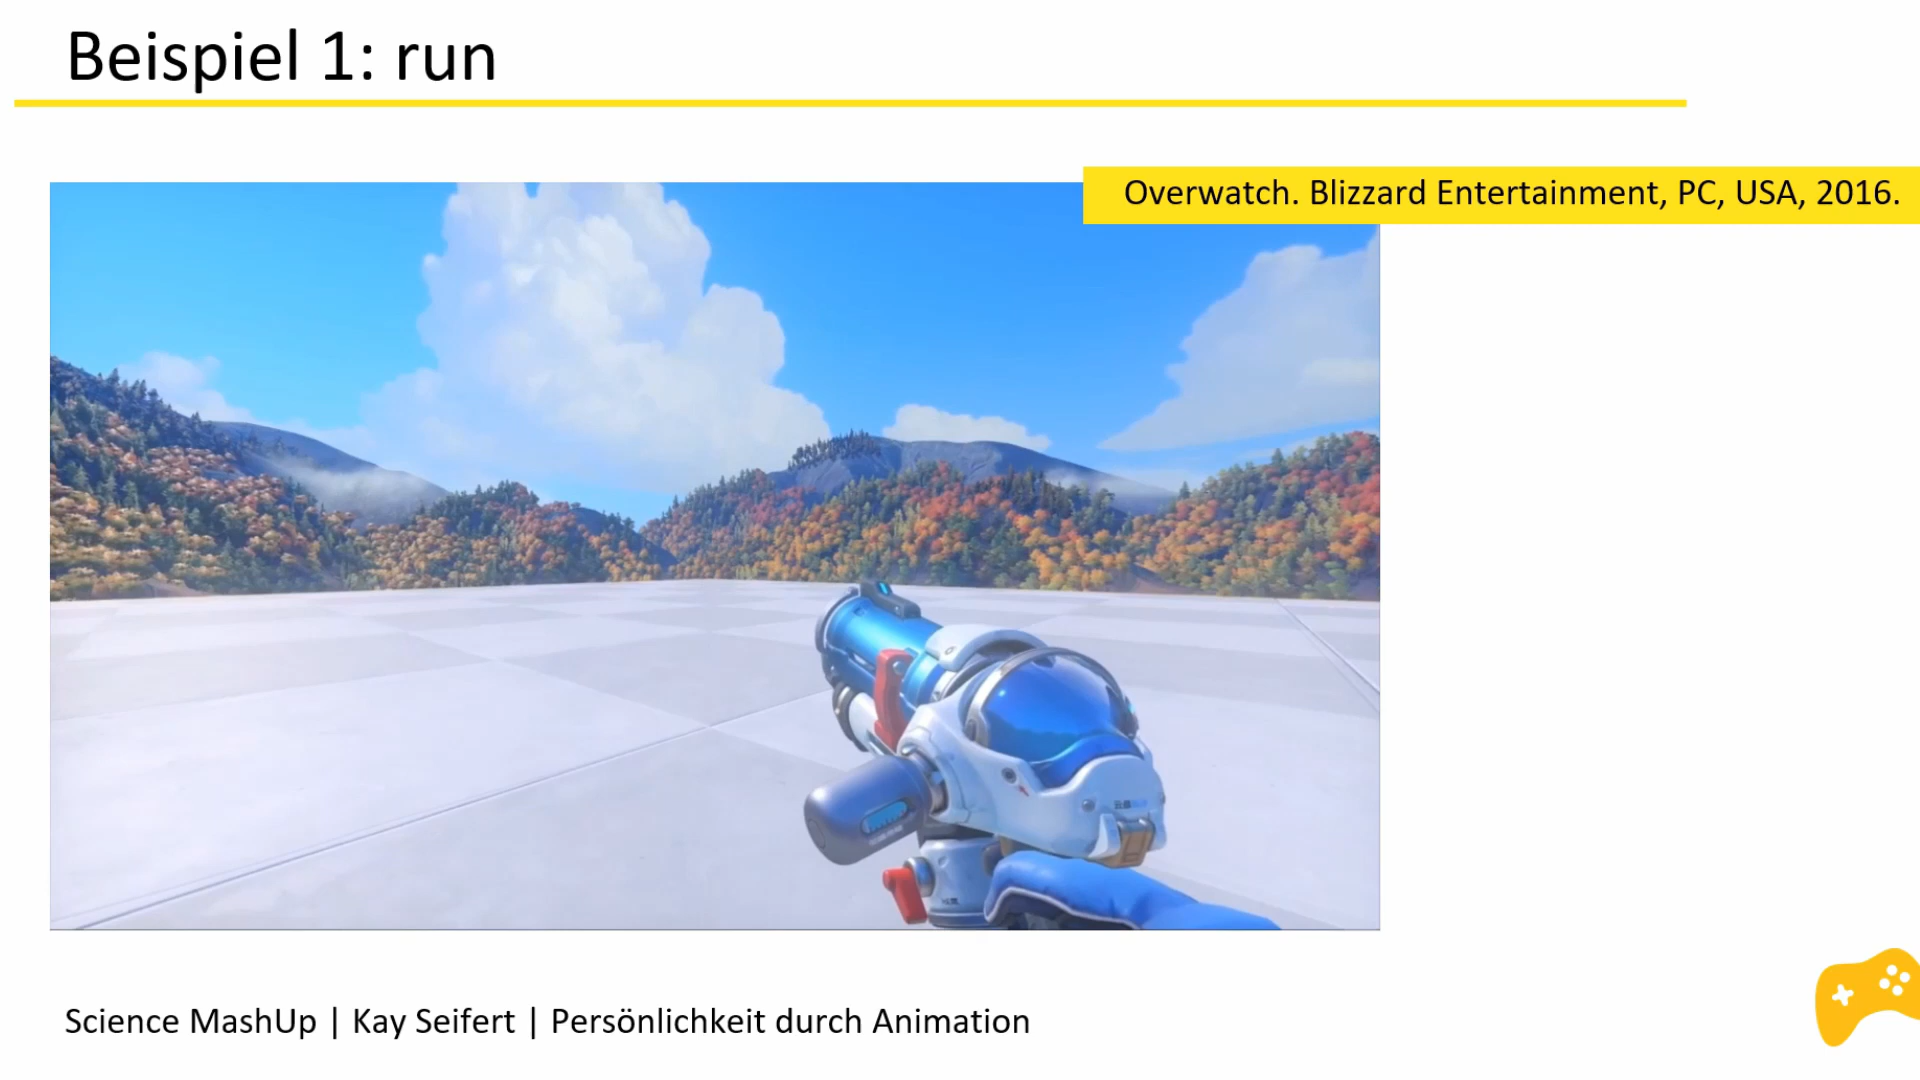 Beispiel 1: run
Overwatch. Blizzard Entertainment, PC, USA, 2016.
Science MashUp | Kay Seifert | Persönlichkeit durch Animation